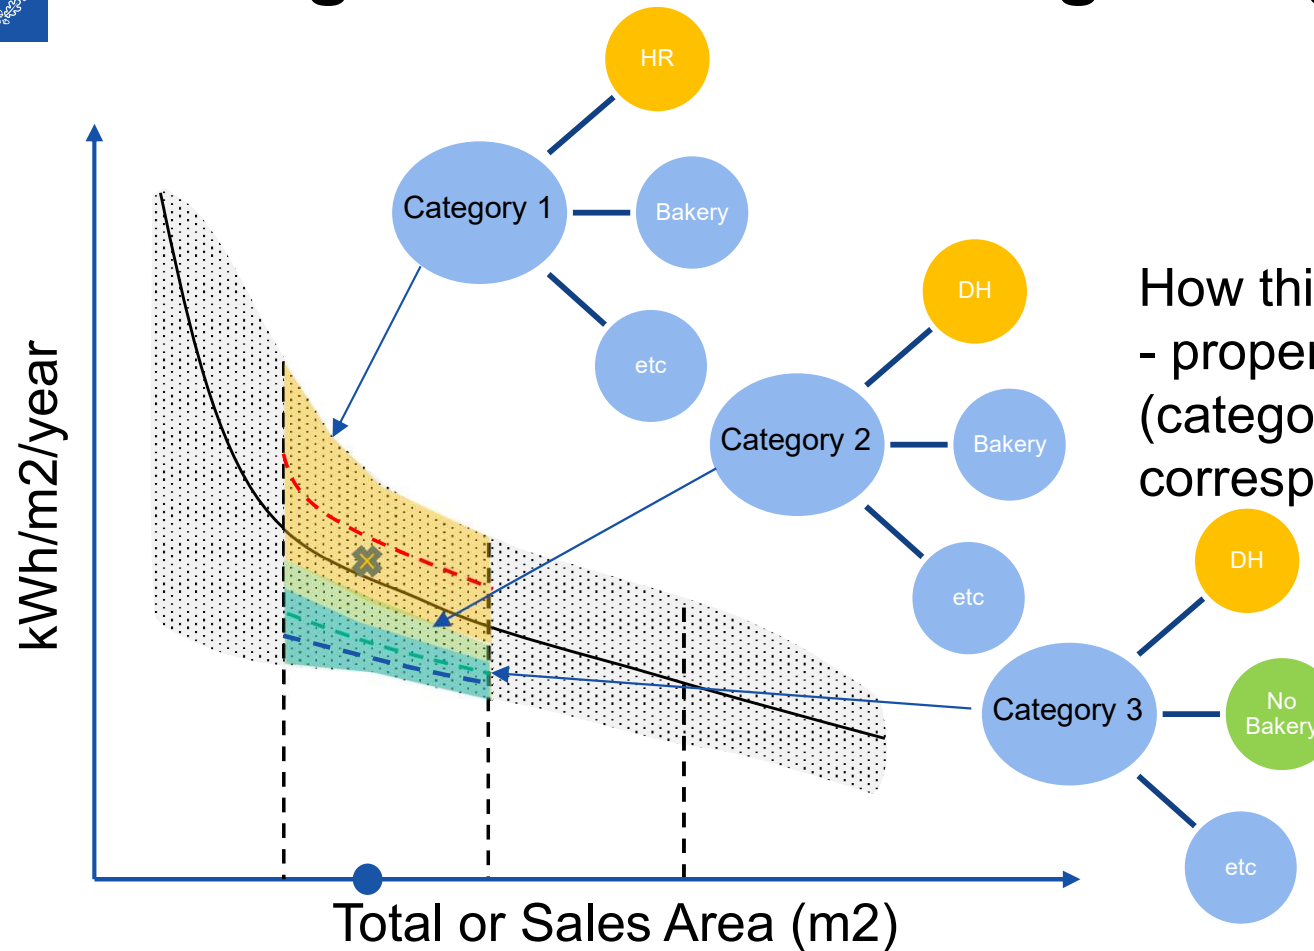 HR
Category 1
Bakery
etc
DH
Category 2
Bakery
etc
DH
Category 3
No
Bakery
etc
How thi
- proper
(catego
corresp
kWh/m2/year
Total or Sales Area (m2)